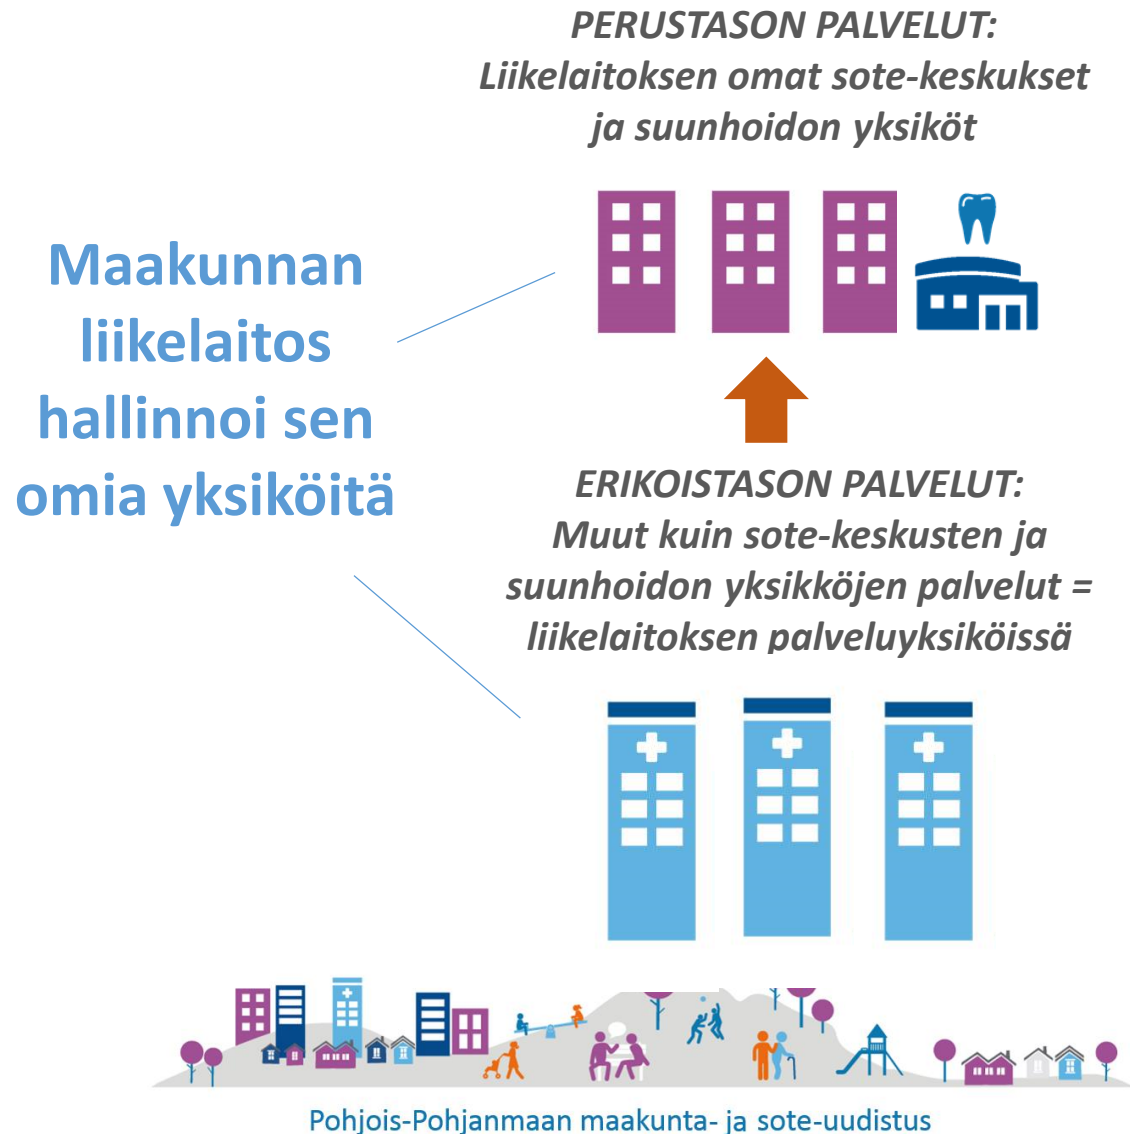 PERUSTASON PALVELUT:
Liikelaitoksen omat sote-keskukset
ja suunhoidon yksiköt
Maakunnan
liikelaitos
hallinnoi sen
omia yksiköitä
ERIKOISTASON PALVELUT:
Muut kuin sote-keskusten ja
suunhoidon yksikköjen palvelut =
liikelaitoksen palveluyksiköissä
Pohjois-Pohjanmaan maakunta- ja sote-uudistus